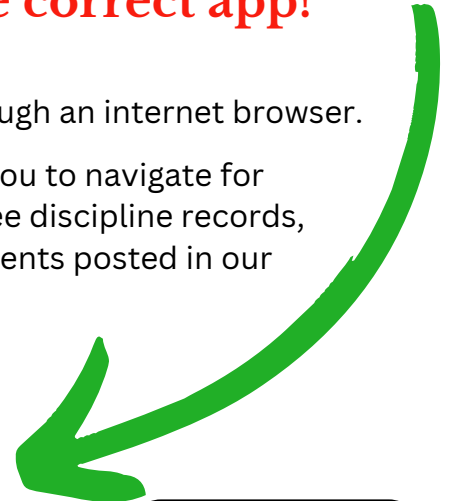 correct app!
ugh an internet browser.
ou to navigate for
ee discipline records,
ents posted in our